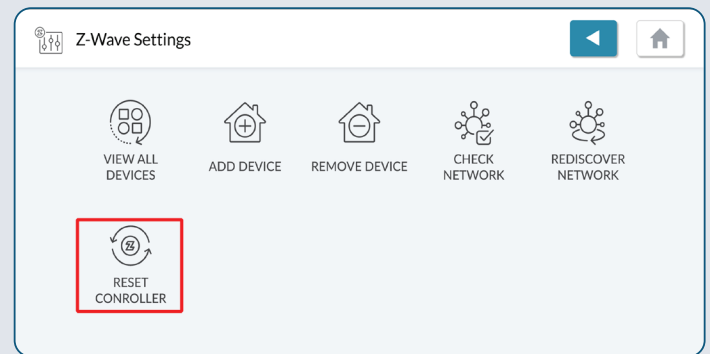 Z-Wave Settings
VIEW ALL
DEVICES
ADD DEVICE
REMOVE DEVICE
CHECK
NETWORK
REDISCOVER
NETWORK
RESET
CONROLLER